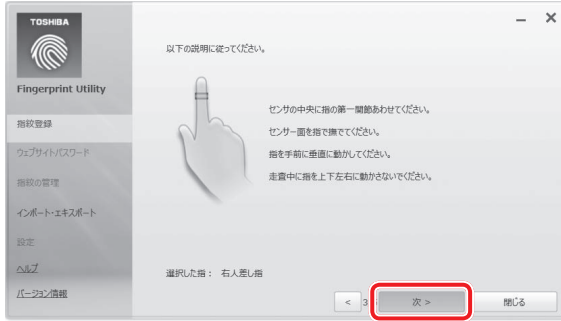 TOSHIBA
Fingerprint Utility
指紋登録
ウェブサイトパスワード
指紋の管理
インポート・エキスポート
設定
ヘルプ
バージョン情報
以下の説明に従ってください。
センサの中央に指の第一関節あわせてください。
センサー面を指で撫でてください。
指を手前に垂直に動かしてください。
走査中に指を上下左右に動かさないでください。
選択した指： 右人差し指
< 3 次 > 閉じる